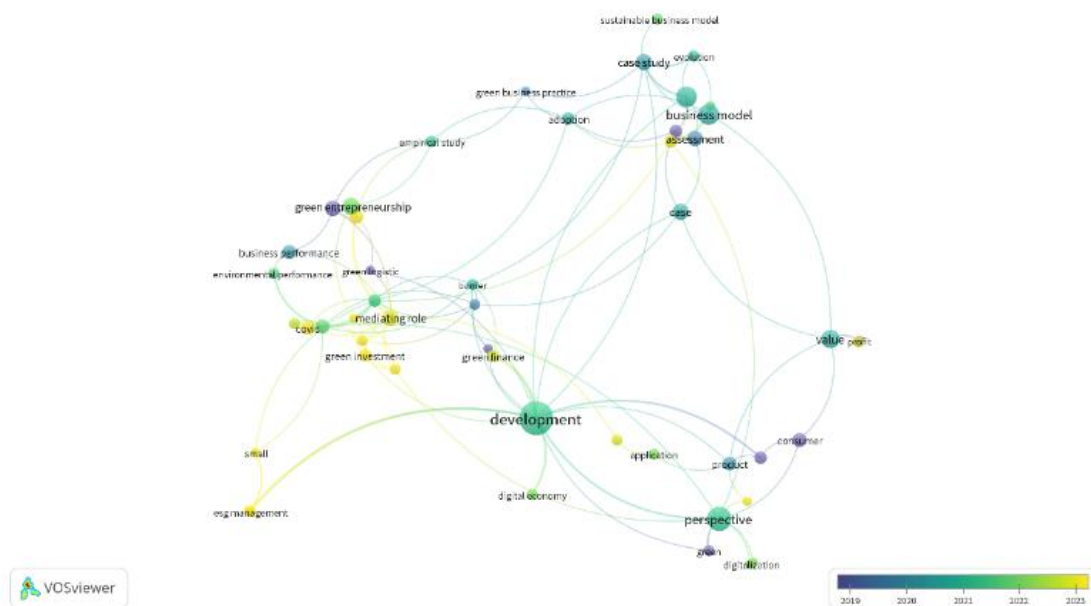 sustainable business model
case study
evolution
green business practice
business model
adoption
assessment
empirical study
green entrepreneurship
case
business performance
environmental performance
green logistic
barrier
mediating role
covid
value
profit
green investment
green finance
development
consumer
small
application
product
digital economy
esg management
perspective
green
digitalization
VOSviewer
2019 2020 2021 2022 2023